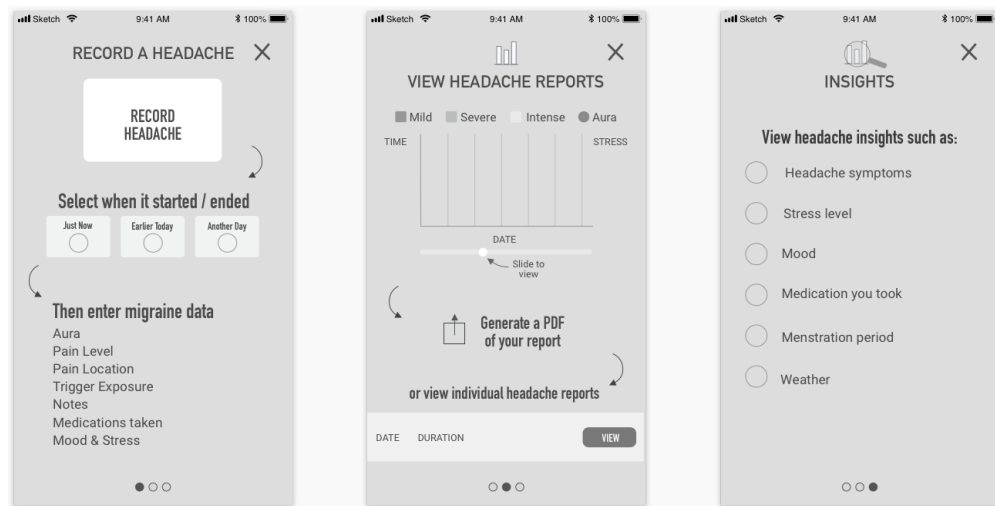 Sketch 9:41 AM 100%
RECORD A HEADACHE
RECORD
HEADACHE
Select when it started / ended
Just Now Earlier Today Another Day
Then enter migraine data
Aura
Pain Level
Pain Location
Trigger Exposure
Notes
Medications taken
Mood & Stress
Sketch 9:41 AM 100%
VIEW HEADACHE REPORTS
Mild Severe Intense Aura
TIME STRESS
DATE
Slide to
view
Generate a PDF
of your report
or view individual headache reports
DATE DURATION VIEW
Sketch 9:41 AM 100%
INSIGHTS
View headache insights such as:
Headache symptoms
Stress level
Mood
Medication you took
Menstration period
Weather